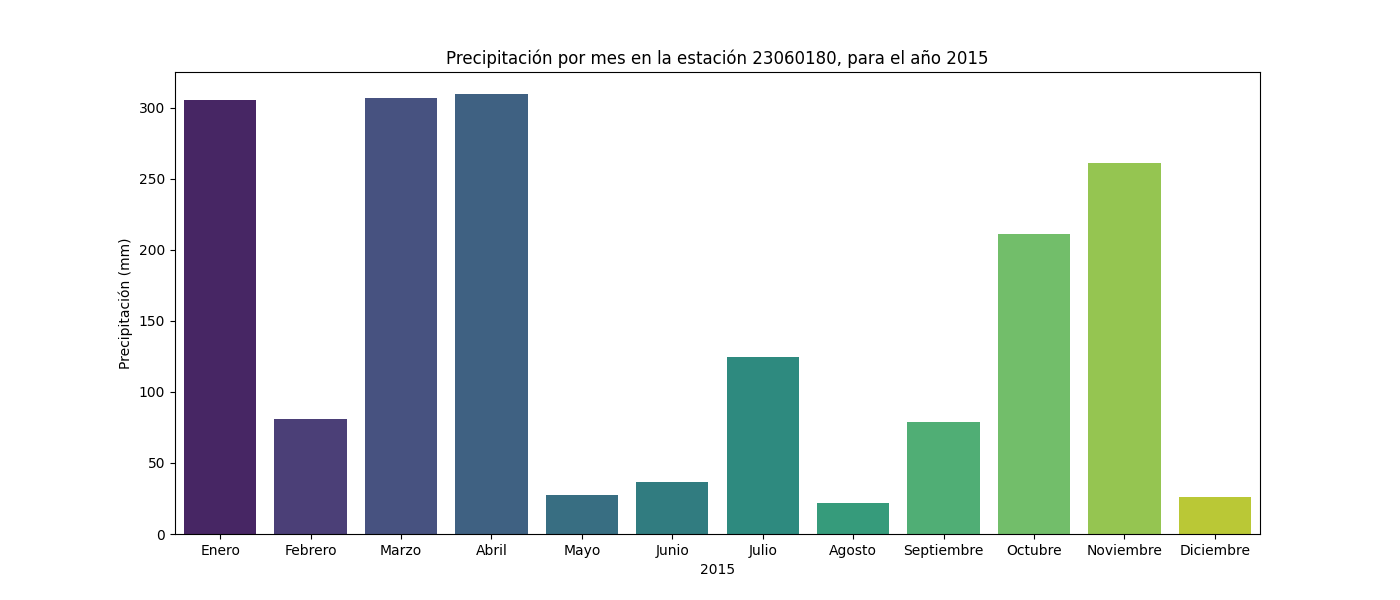 Precipitación por mes en la estación 23060180, para el año 2015
Precipitación (mm)
300
250
200
150
100
50
0
Enero Febrero Marzo Abril Mayo Junio Julio Agosto Septiembre Octubre Noviembre Diciembre
2015